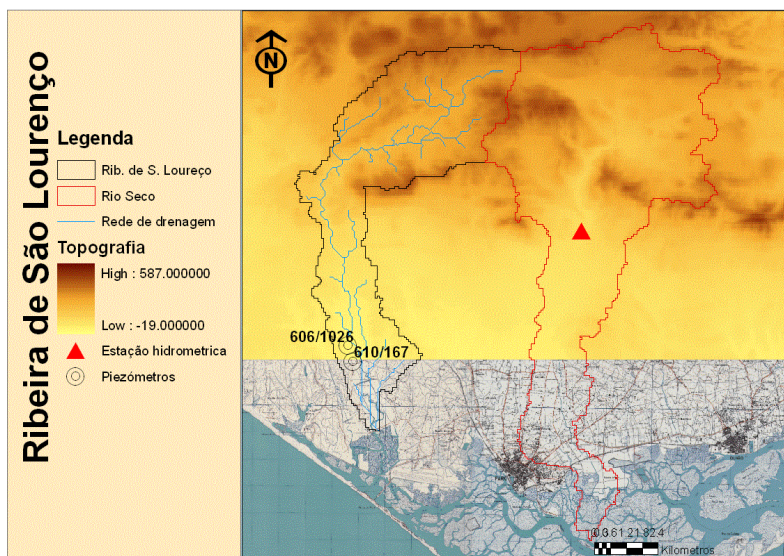 Ribeira de São Lourenço
Legenda
Rib. de S. Loureço
Rio Seco
Rede de drenagem
Topografia
High : 587.000000
Low : -19.000000
Estação hidrometrica
Piezómetros
N
606/1026
610/167
Kilometros